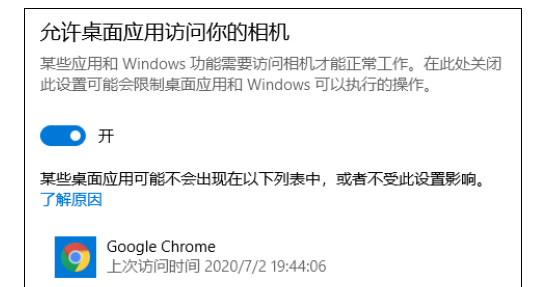 允许桌面应用访问你的相机
某些应用和 Windows 功能需要访问相机才能正常工作。在此处关闭
此设置可能会限制桌面应用和 Windows 可以执行的操作。
开
某些桌面应用可能不会出现在以下列表中，或者不受此设置影响。
了解原因
Google Chrome
上次访问时间 2020/7/2 19:44:06